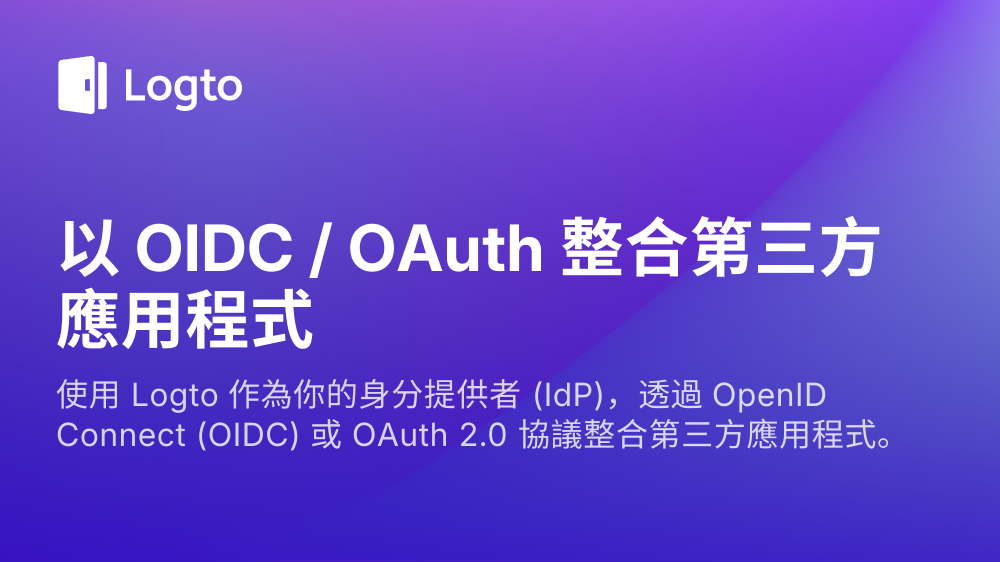 Logto
以 OIDC / OAuth 整合第三方
應用程式
使用 Logto 作為你的身分提供者 (IdP)，透過 OpenID
Connect (OIDC) 或 OAuth 2.0 協議整合第三方應用程式。